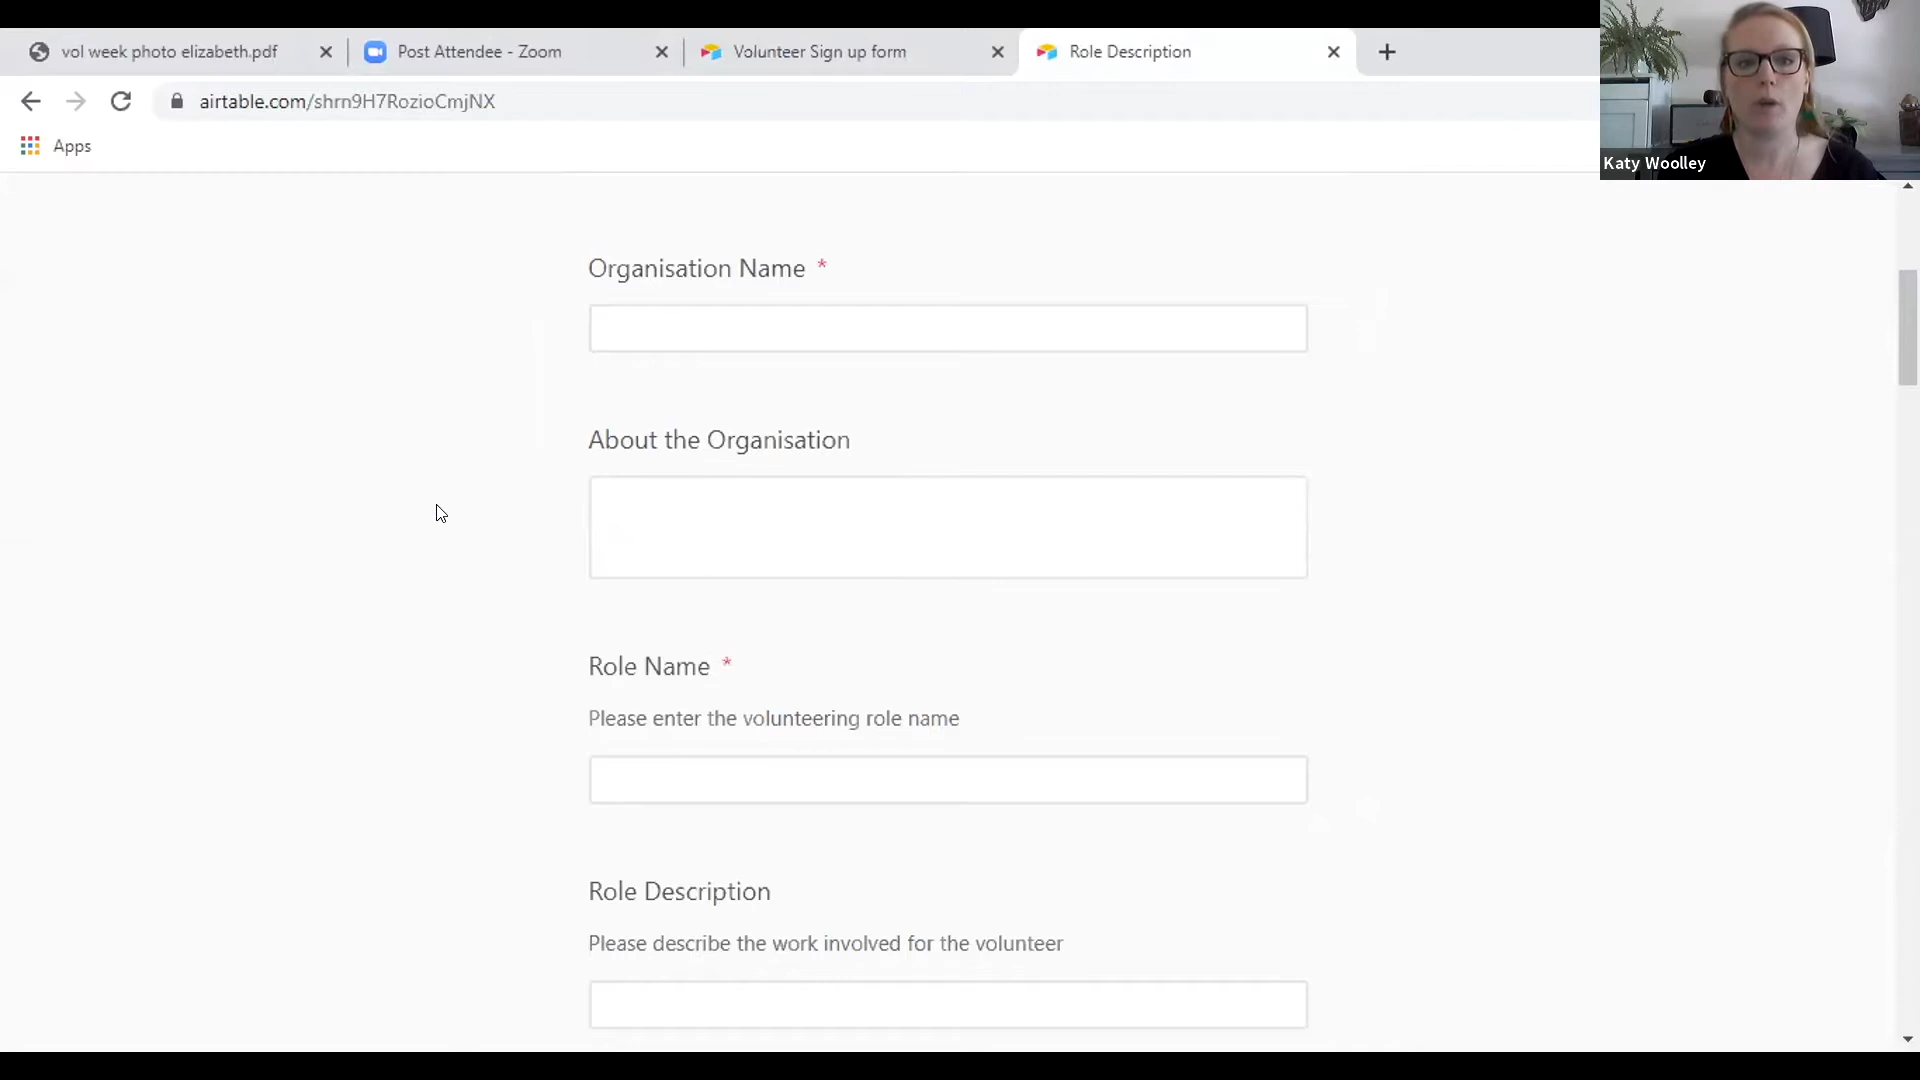 vol week photo elizabeth.pdf
Post Attendee - Zoom
Volunteer Sign up form
Role Description
airtable.com/shrn9H7RozioCmjNX
Apps
Katy Woolley
Organisation Name *
About the Organisation
Role Name *
Please enter the volunteering role name
Role Description
Please describe the work involved for the volunteer